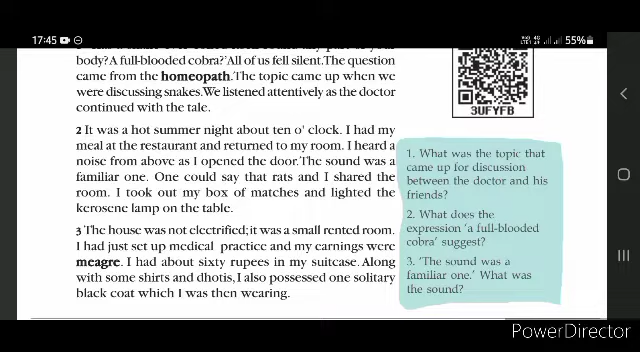 17:45
55%
body? A full-blooded cobra?' All of us fell silent. The question
came from the homeopath. The topic came up when we
were discussing snakes. We listened attentively as the doctor
continued with the tale.
3UFYFB
2 It was a hot summer night about ten o' clock. I had my
meal at the restaurant and returned to my room. I heard a
noise from above as I opened the door. The sound was a
familiar one. One could say that rats and I shared the
room. I took out my box of matches and lighted the
kerosene lamp on the table.
3 The house was not electrified; it was a small rented room.
I had just set up medical practice and my earnings were
meagre. I had about sixty rupees in my suitcase. Along
with some shirts and dhotis, I also possessed one solitary
black coat which I was then wearing.
1. What was the topic that
came up for discussion
between the doctor and his
friends?
2. What does the
expression 'a full-blooded
cobra' suggest?
3. 'The sound was a
familiar one.' What was
the sound?
PowerDirector